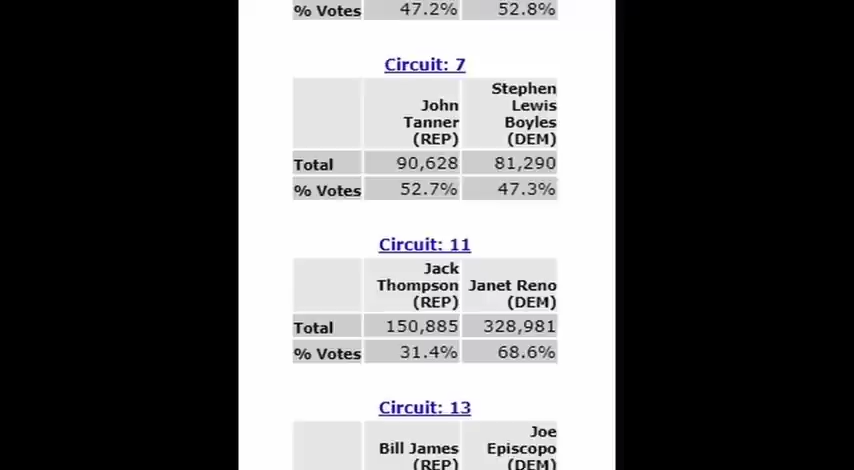 % Votes 47.2% 52.8%
Circuit: 7
Stephen
John Lewis
Tanner Boyles
(REP) (DEM)
Total 90,628 81,290
% Votes 52.7% 47.3%
Circuit: 11
Jack
Thompson Janet Reno
(REP) (DEM)
Total 150,885 328,981
% Votes 31.4% 68.6%
Circuit: 13
Joe
Bill James Episcopo
(REP) (DEM)